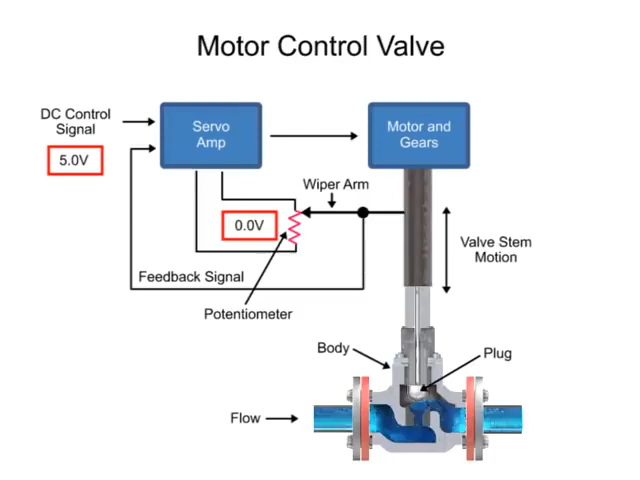 Motor Control Valve
DC Control
Signal
5.0V
Servo
Amp
Motor and
Gears
Wiper Arm
0.0V
Valve Stem
Motion
Feedback Signal
Potentiometer
Body
Plug
Flow